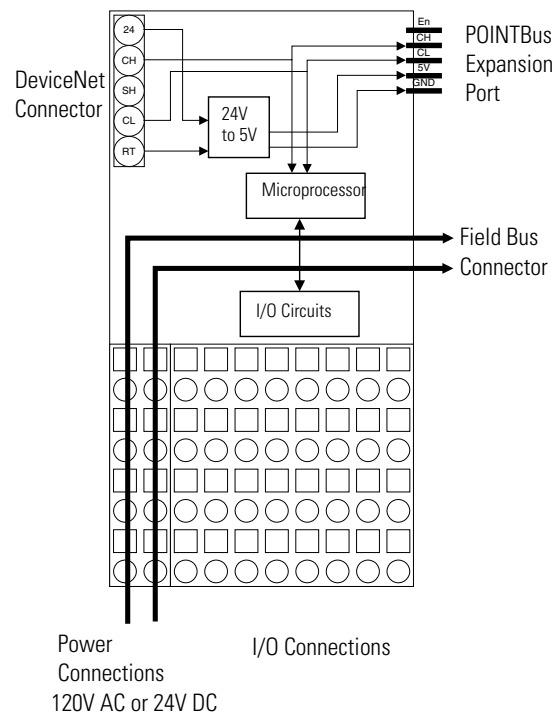 24
CH
SH
CL
RT
DeviceNet
Connector
24V
to 5V
En
CH
CL
5V
GND
POINTBus
Expansion
Port
Microprocessor
Field Bus
Connector
I/O Circuits
Power
Connections
120V AC or 24V DC
I/O Connections